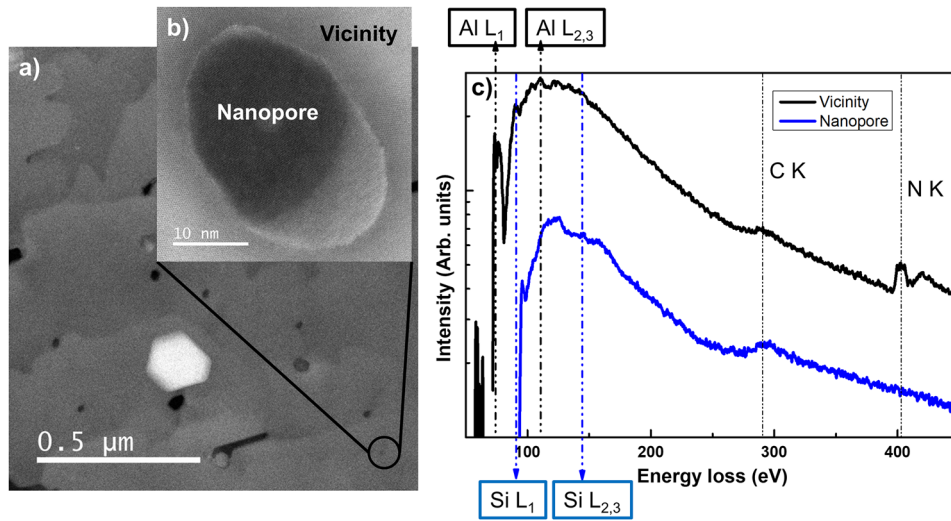 a)
0.5 μm
b)
Vicinity
Nanopore
10 nm
Al L1
Al L2,3
c)
Vicinity
Nanopore
C K
N K
Intensity (Arb. units)
100
200
300
400
Energy loss (eV)
Si L1
Si L2,3